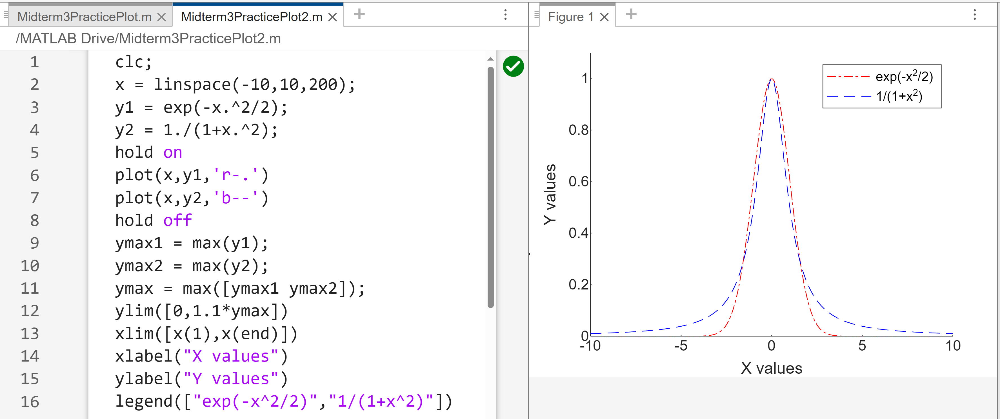 Midterm3PracticePlot.m
Midterm3PracticePlot2.m
/MATLAB Drive/Midterm3PracticePlot2.m
1 clc;
2 x = linspace(-10,10,200);
3 y1 = exp(-x.^2/2);
4 y2 = 1./(1+x.^2);
5 hold on
6 plot(x,y1,'r-.')
7 plot(x,y2,'b--')
8 hold off
9 ymax1 = max(y1);
10 ymax2 = max(y2);
11 ymax = max([ymax1 ymax2]);
12 ylim([0,1.1*ymax])
13 xlim([x(1),x(end)])
14 xlabel("X values")
15 ylabel("Y values")
16 legend(["exp(-x^2/2)","1/(1+x^2)"])
Figure 1
exp(-x²/2)
1/(1+x²)
1
0.8
0.6
0.4
0.2
0
Y values
-10 -5 0 5 10
X values